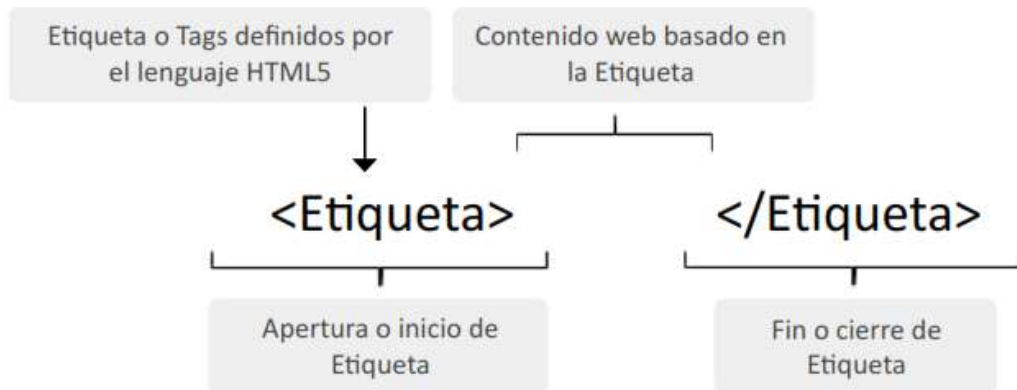 Etiqueta o Tags definidos por
el lenguaje HTML5
Contenido web basado en
la Etiqueta
<Etiqueta>
</Etiqueta>
Apertura o inicio de
Etiqueta
Fin o cierre de
Etiqueta